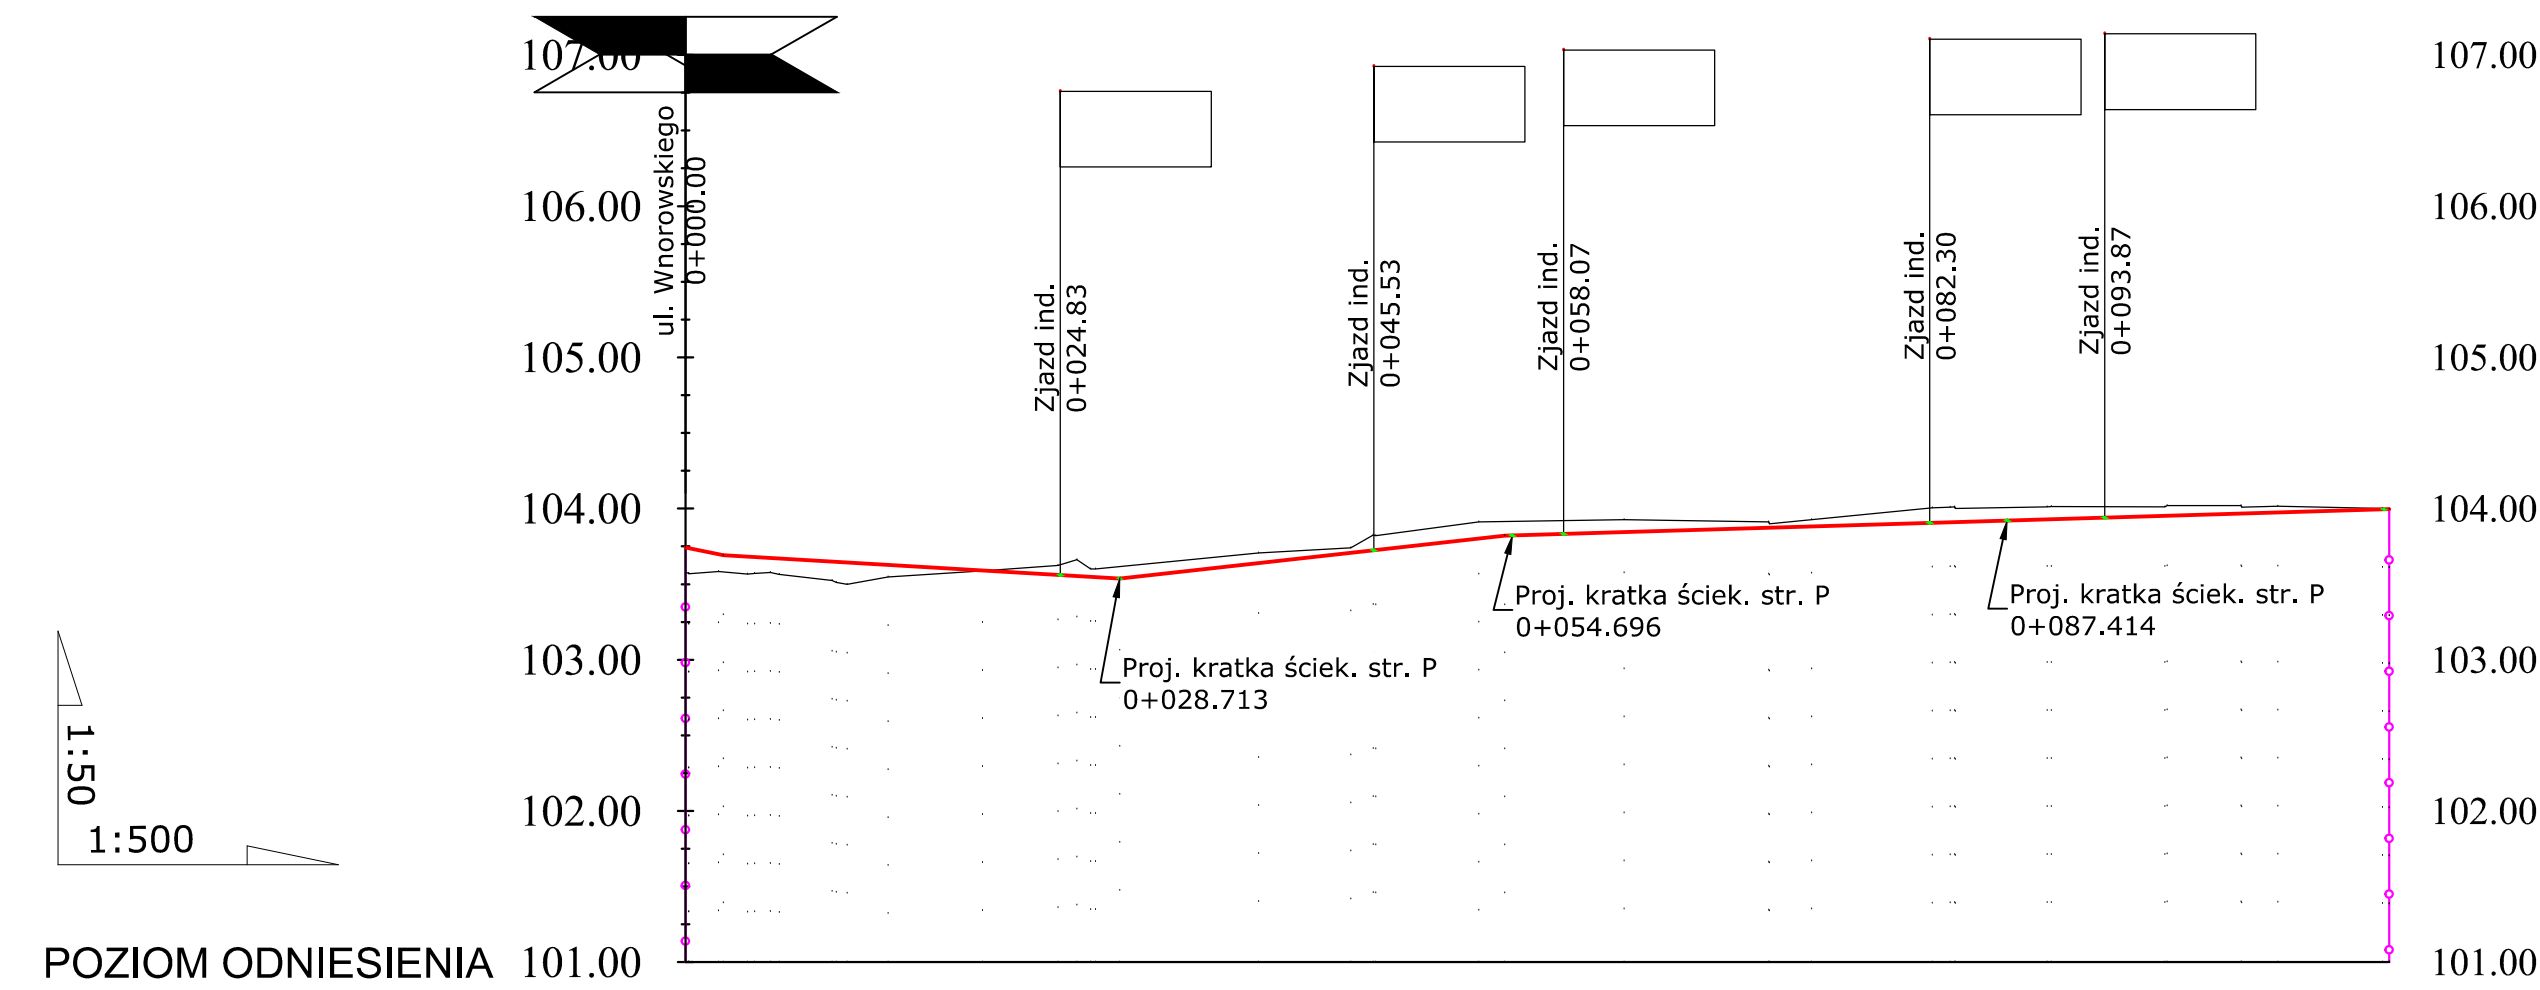 107.00
107.00
ul. Wnorowskiego
0+000.00
106.00
106.00
Zjazd ind.
0+024.83
Zjazd ind.
0+045.53
Zjazd ind.
0+058.07
Zjazd ind.
0+082.30
Zjazd ind.
0+093.87
105.00
105.00
104.00
104.00
Proj. kratka ściek. str. P
0+054.696
Proj. kratka ściek. str. P
0+087.414
103.00
103.00
Proj. kratka ściek. str. P
0+028.713
1:50
102.00
102.00
1:500
POZIOM ODNIESIENIA
101.00
101.00